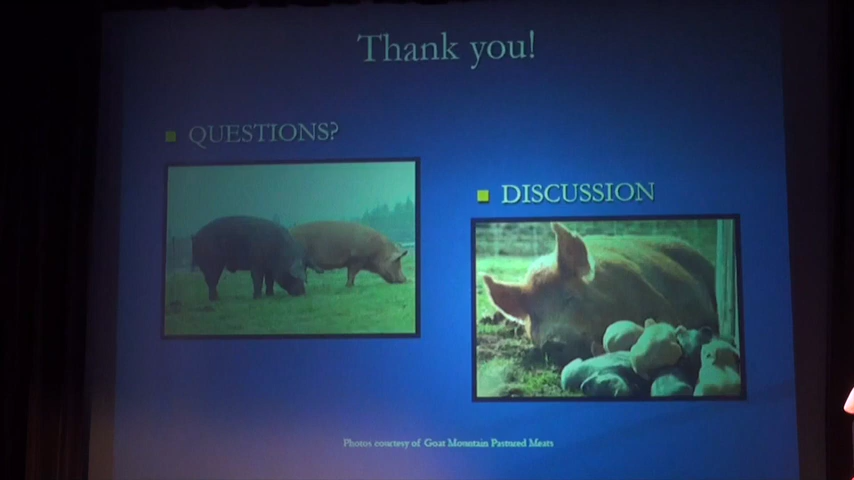 Thank you!
QUESTIONS?
DISCUSSION
Photos courtesy of Goat Mountain Pastured Meats